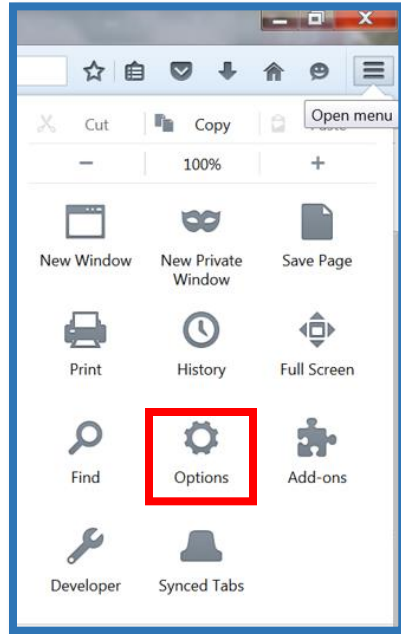 Cut Copy
Open menu
100%
New Window New Private Window Save Page
Print History Full Screen
Find Options Add-ons
Developer Synced Tabs